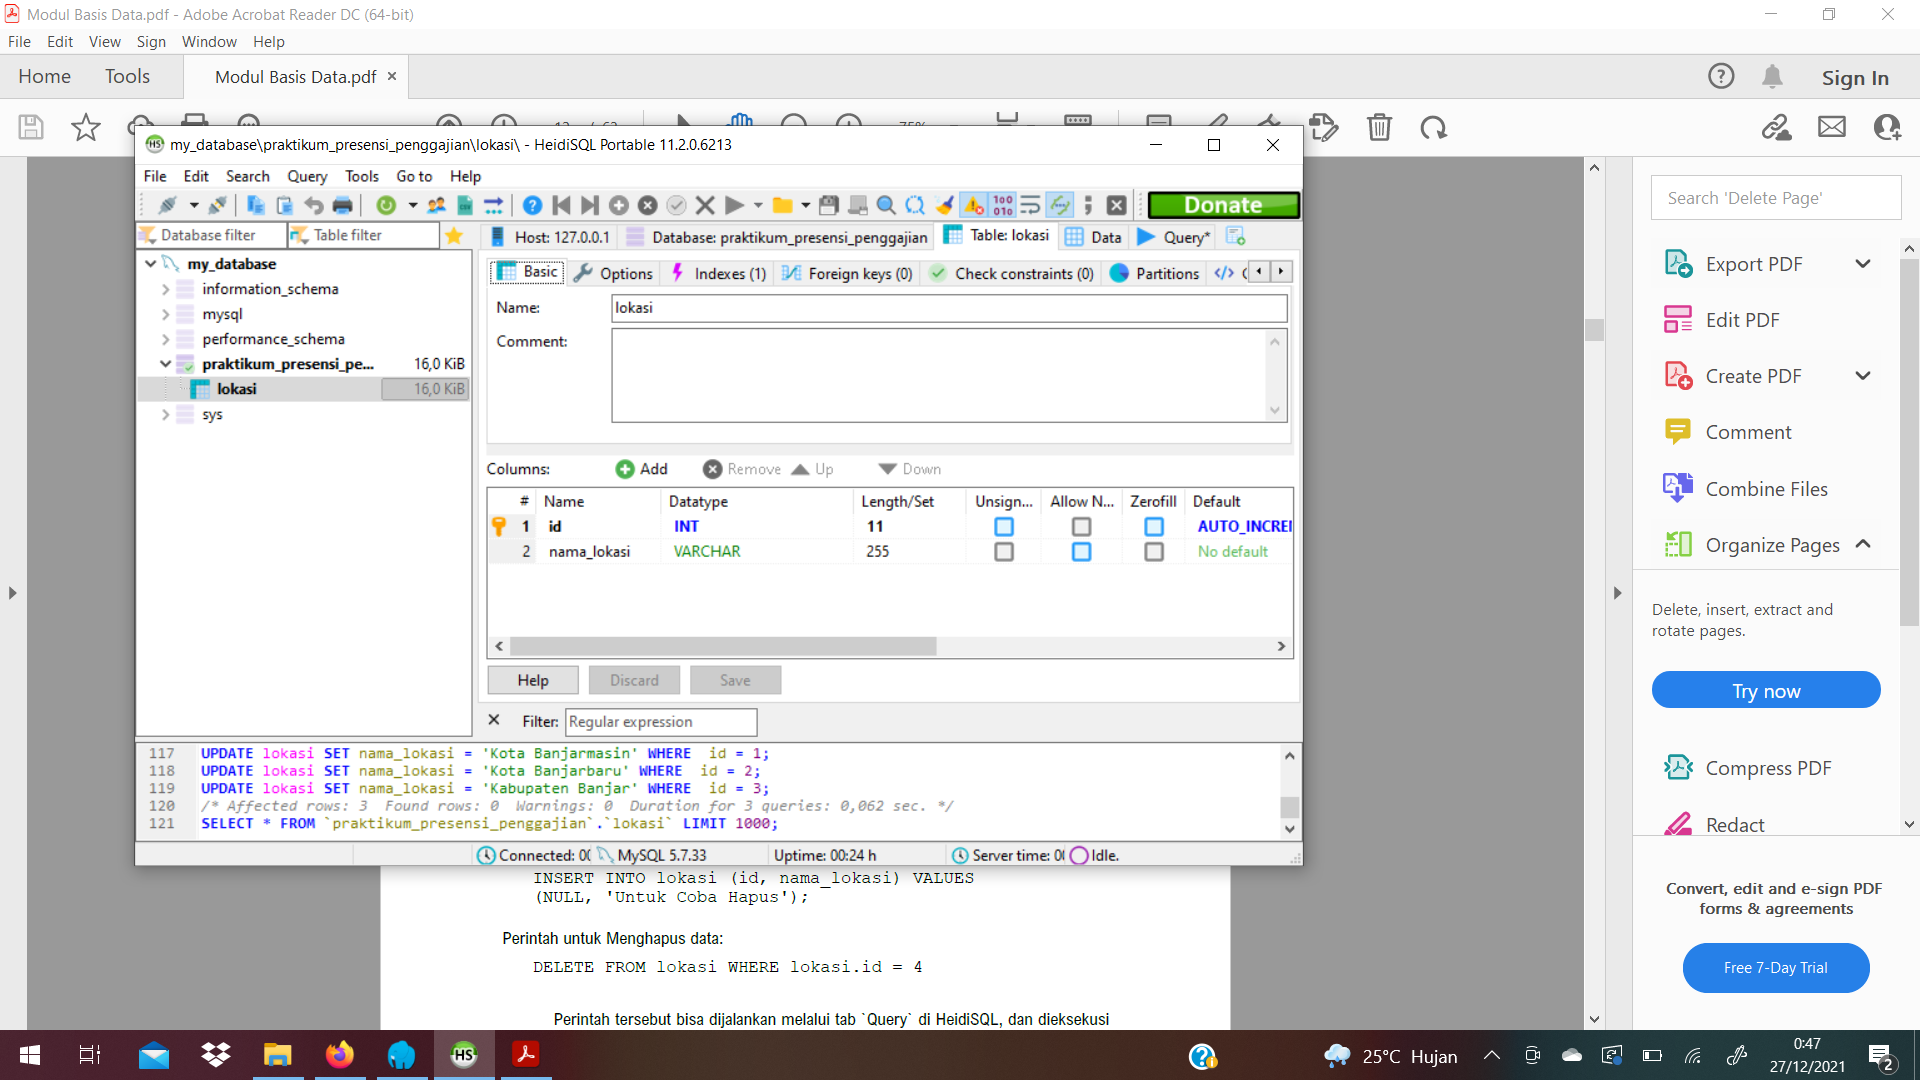 Modul Basis Data.pdf - Adobe Acrobat Reader DC (64-bit)
File Edit View Sign Window Help
Home Tools Modul Basis Data.pdf × Sign In
my_database\praktikum_presensi_penggajian\lokasi\ - HeidiSQL Portable 11.2.0.6213
File Edit Search Query Tools Go to Help
Donate
Database filter Table filter Host: 127.0.0.1 Database: praktikum_presensi_penggajian Table: lokasi Data Query*
my_database
information_schema
mysql
performance_schema
praktikum_presensi_pe... 16,0 KiB
lokasi 16,0 KiB
sys
Basic Options Indexes (1) Foreign keys (0) Check constraints (0) Partitions
Name: lokasi
Comment:
Columns: Add Remove Up Down
# Name Datatype Length/Set Unsign... Allow N... Zerofill Default
1 id INT 11 AUTO_INCREI
2 nama_lokasi VARCHAR 255 No default
Help Discard Save
Filter: Regular expression
117 UPDATE lokasi SET nama_lokasi = 'Kota Banjarmasin' WHERE  id = 1;
118 UPDATE lokasi SET nama_lokasi = 'Kota Banjarbaru' WHERE  id = 2;
119 UPDATE lokasi SET nama_lokasi = 'Kabupaten Banjar' WHERE  id = 3;
120 /* Affected rows: 3  Found rows: 0  Warnings: 0  Duration for 3 queries: 0,062 sec. */
121 SELECT * FROM `praktikum_presensi_penggajian`.`lokasi` LIMIT 1000;
Connected: 00 MySQL 5.7.33 Uptime: 00:24 h Server time: 0 Idle.
INSERT INTO lokasi (id, nama_lokasi) VALUES
(NULL, 'Untuk Coba Hapus');
Perintah untuk Menghapus data:
DELETE FROM lokasi WHERE lokasi.id = 4
Perintah tersebut bisa dijalankan melalui tab `Query` di HeidiSQL, dan dieksekusi
Search 'Delete Page'
Export PDF
Edit PDF
Create PDF
Comment
Combine Files
Organize Pages
Delete, insert, extract and
rotate pages.
Try now
Compress PDF
Redact
Convert, edit and e-sign PDF
forms & agreements
Free 7-Day Trial
HS 25°C Hujan 0:47
27/12/2021 2